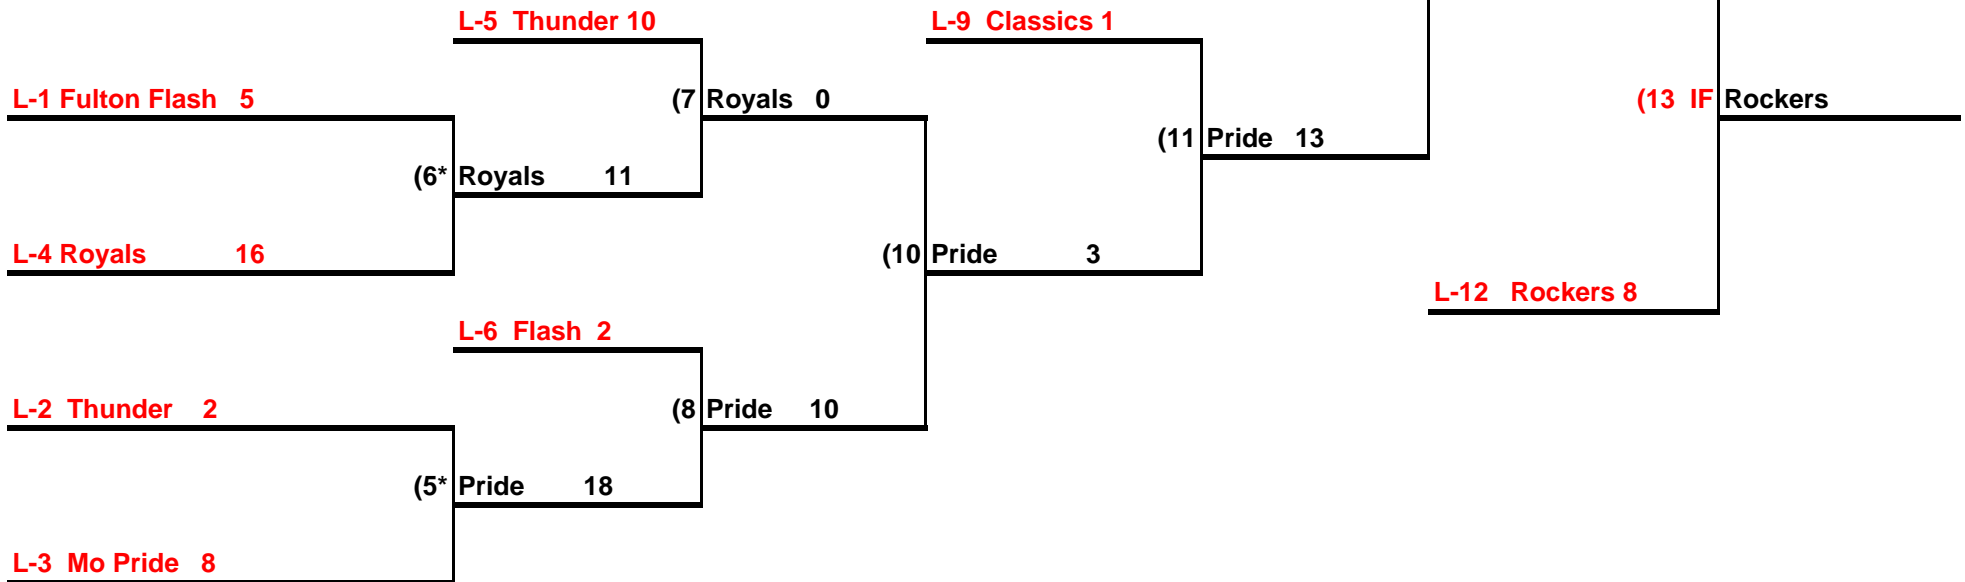 L-5 Thunder 10
L-9 Classics 1
L-1 Fulton Flash 5
(7 Royals 0
(13 IF Rockers
(11 Pride 13
(6* Royals 11
L-4 Royals 16
(10 Pride 3
L-12 Rockers 8
L-6 Flash 2
L-2 Thunder 2
(8 Pride 10
(5* Pride 18
L-3 Mo Pride 8